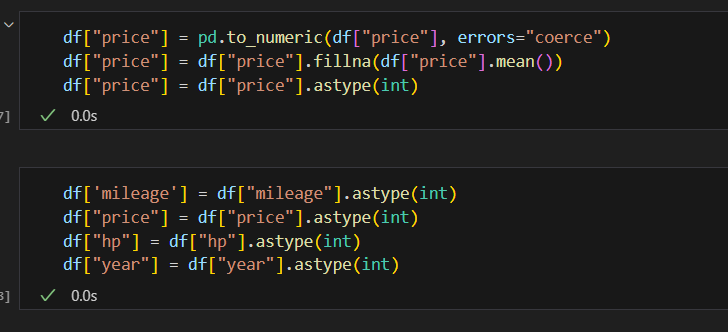 df["price"] = pd.to_numeric(df["price"], errors="coerce")
df["price"] = df["price"].fillna(df["price"].mean())
df["price"] = df["price"].astype(int)
7]
0.0s
df['mileage'] = df["mileage"].astype(int)
df["price"] = df["price"].astype(int)
df["hp"] = df["hp"].astype(int)
df["year"] = df["year"].astype(int)
3]
0.0s